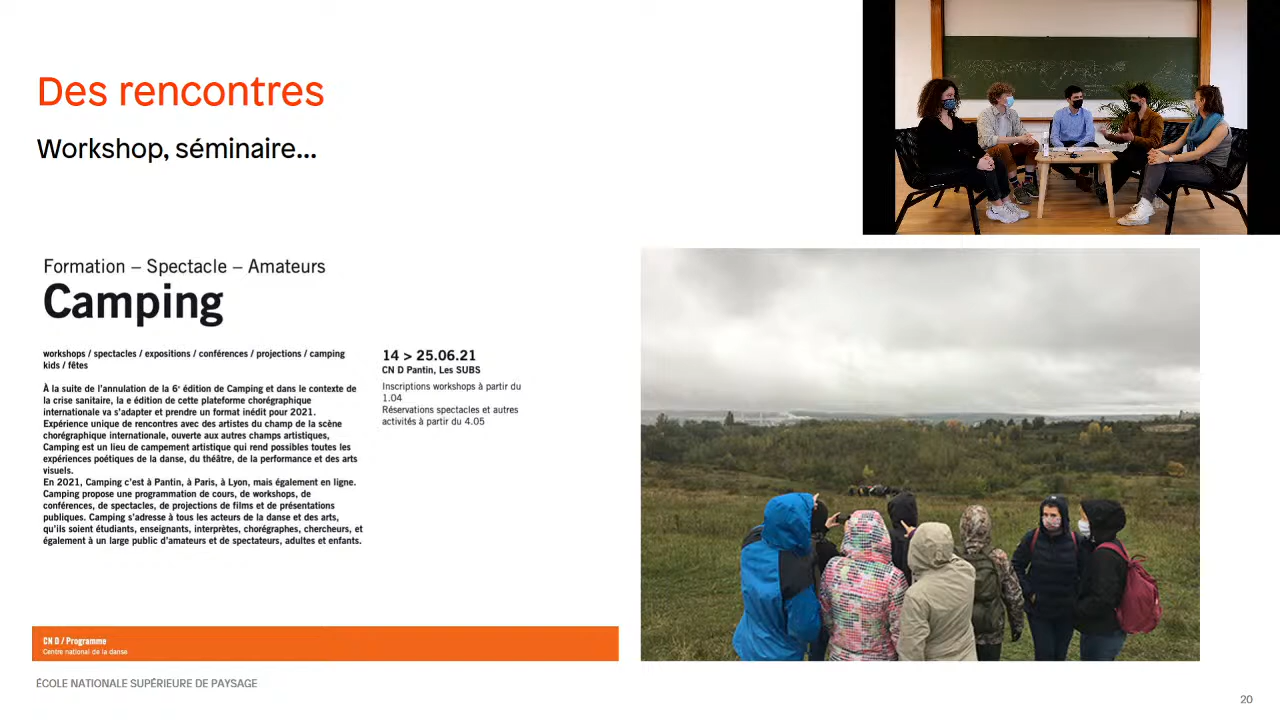 Des rencontres
Workshop, séminaire...
Formation – Spectacle – Amateurs
Camping
workshops / spectacles / expositions / conférences / projections / camping
kids / fêtes
À la suite de l'annulation de la 6e édition de Camping et dans le contexte de
la crise sanitaire, la e édition de cette plateforme chorégraphique
internationale va s'adapter et prendre un format inédit pour 2021.
Expérience unique de rencontres avec des artistes du champ de la scène
chorégraphique internationale, ouverte aux autres champs artistiques,
Camping est un lieu de campement artistique qui rend possibles toutes les
expériences poétiques de la danse, du théâtre, de la performance et des arts
visuels.
En 2021, Camping c'est à Pantin, à Paris, à Lyon, mais également en ligne.
Camping propose une programmation de cours, de workshops, de
conférences, de spectacles, de projections de films et de présentations
publiques. Camping s'adresse à tous les acteurs de la danse et des arts,
qu'ils soient étudiants, enseignants, interprètes, chorégraphes, chercheurs, et
également à un large public d'amateurs et de spectateurs, adultes et enfants.
14 > 25.06.21
CN D Pantin, Les SUBS
Inscriptions workshops à partir du
1.04
Réservations spectacles et autres
activités à partir du 4.05
CN D / Programme
Centre national de la danse
ÉCOLE NATIONALE SUPÉRIEURE DE PAYSAGE
20